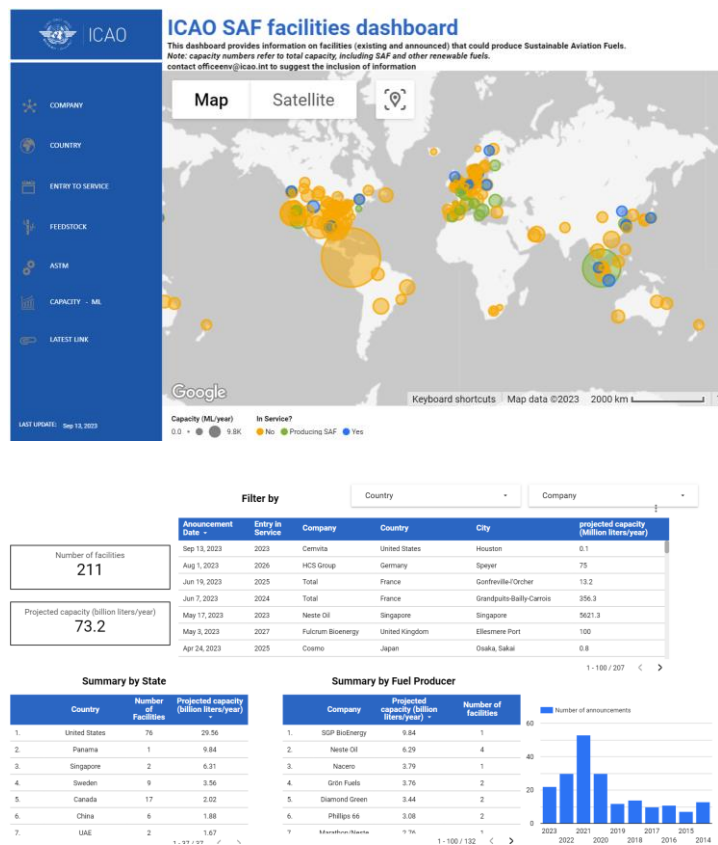 ICAO
ICAO SAF facilities dashboard
This dashboard provides information on facilities (existing and announced) that could produce Sustainable Aviation Fuels.
Note: capacity numbers refer to total capacity, including SAF and other renewable fuels.
contact officeenv@icao.int to suggest the inclusion of information
COMPANY
COUNTRY
ENTRY TO SERVICE
FEEDSTOCK
ASTM
CAPACITY - ML
LATEST LINK
LAST UPDATE: Sep 13, 2023
Map Satellite
Google
Keyboard shortcuts Map data ©2023 2000 km
Capacity (ML/year) In Service?
0.0 9.8K No Producing SAF Yes
Filter by
Country
Company
Number of facilities
211
Projected capacity (billion liters/year)
73.2
Anouncement Date Entry in Service Company Country City projected capacity (Million liters/year)
Sep 13, 2023 2023 Cemvita United States Houston 0.1
Aug 1, 2023 2026 HCS Group Germany Speyer 75
Jun 19, 2023 2025 Total France Gonfreville-l'Orcher 13.2
Jun 7, 2023 2024 Total France Grandpuits-Bailly-Carrois 356.3
May 17, 2023 2023 Neste Oil Singapore Singapore 5621.3
May 3, 2023 2027 Fulcrum Bioenergy United Kingdom Ellesmere Port 100
Apr 24, 2023 2025 Cosmo Japan Osaka, Sakai 0.8
1 - 100 / 207
Summary by State
Country Number of Facilities Projected capacity (billion liters/year)
1. United States 76 29.56
2. Panama 1 9.84
3. Singapore 2 6.31
4. Sweden 9 3.56
5. Canada 17 2.02
6. China 6 1.88
7. UAE 2 1.67
1 - 37 / 37
Summary by Fuel Producer
Company Projected capacity (billion liters/year) Number of facilities
1. SGP BioEnergy 9.84 1
2. Neste Oil 6.29 4
3. Nacero 3.79 1
4. Grön Fuels 3.76 2
5. Diamond Green 3.44 2
6. Phillips 66 3.08 2
7. Marathon/Neste 2.76 1
1 - 100 / 132
Number of announcements
60
40
20
0
2023 2021 2019 2017 2015
2022 2020 2018 2016 2014